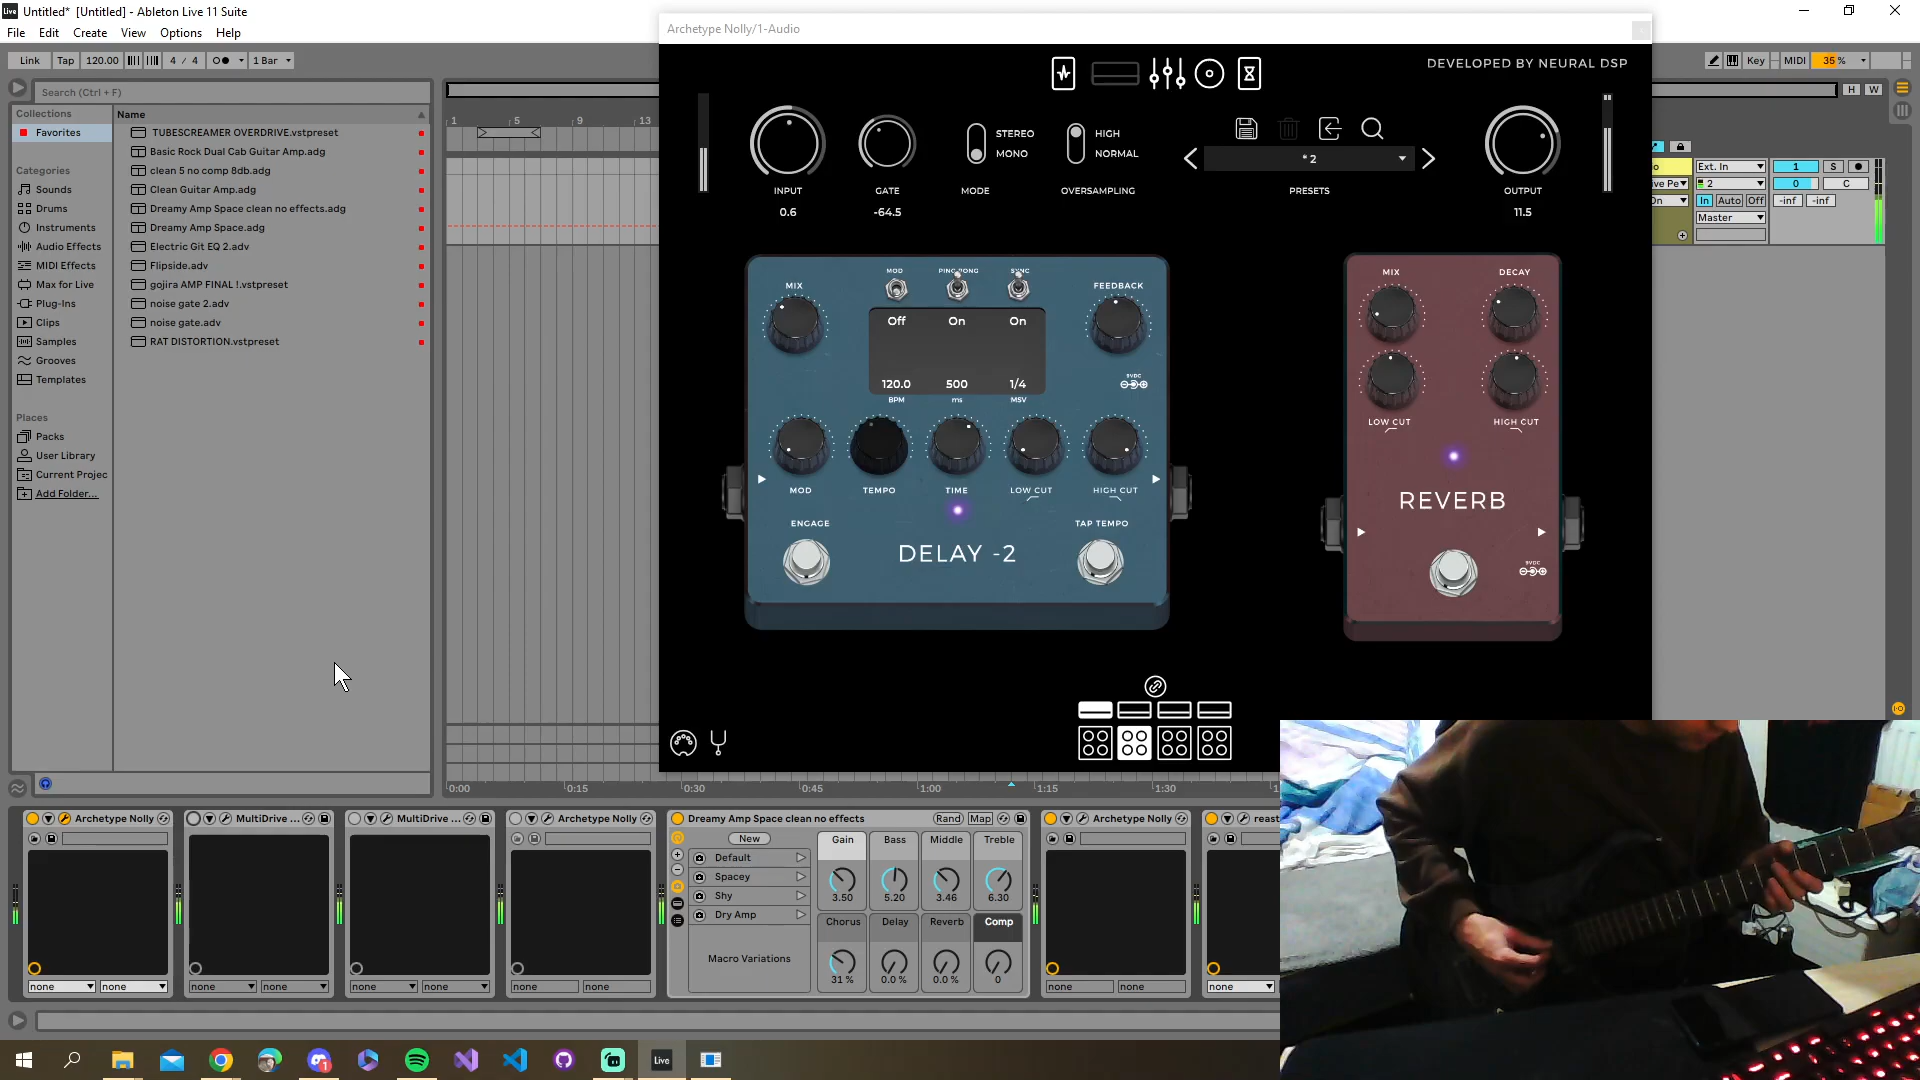 Live Untitled* [Untitled] - Ableton Live 11 Suite
File Edit Create View Options Help
Archetype Nolly/1-Audio
Link Tap 120.00 4 / 4 1 Bar
Key MIDI 35 %
DEVELOPED BY NEURAL DSP
Search (Ctrl + F)
H W
Collections
Favorites
Categories
Sounds
Drums
Instruments
Audio Effects
MIDI Effects
Max for Live
Plug-Ins
Clips
Samples
Grooves
Templates
Places
Packs
User Library
Current Projec
Add Folder...
Name
TUBESCREAMER OVERDRIVE.vstpreset
Basic Rock Dual Cab Guitar Amp.adg
clean 5 no comp 8db.adg
Clean Guitar Amp.adg
Dreamy Amp Space clean no effects.adg
Dreamy Amp Space.adg
Electric Git EQ 2.adv
Flipside.adv
gojira AMP FINAL !.vstpreset
noise gate 2.adv
noise gate.adv
RAT DISTORTION.vstpreset
1 5 9 13
STEREO
MONO
HIGH
NORMAL
* 2
INPUT GATE MODE OVERSAMPLING PRESETS OUTPUT
0.6 -64.5 11.5
Ext. In 1 S
2 0 C
In Auto Off -inf -inf
Master
MIX
MOD PING PONG SYNC
FEEDBACK
Off On On
9VDC
120.0 500 1/4
BPM ms MSV
MOD TEMPO TIME LOW CUT HIGH CUT
ENGAGE TAP TEMPO
DELAY -2
MIX DECAY
LOW CUT HIGH CUT
REVERB
9VDC
0:00 0:15 0:30 0:45 1:00 1:15 1:30
Archetype Nolly
none none
MultiDrive ...
none none
MultiDrive ...
none none
Archetype Nolly
none none
Dreamy Amp Space clean no effects Rand Map
New
Default
Spacey
Shy
Dry Amp
Macro Variations
Gain Bass Middle Treble
3.50 5.20 3.46 6.30
Chorus Delay Reverb Comp
31 % 0.0 % 0.0 % 0
Archetype Nolly
none none
reast
none
1
Live